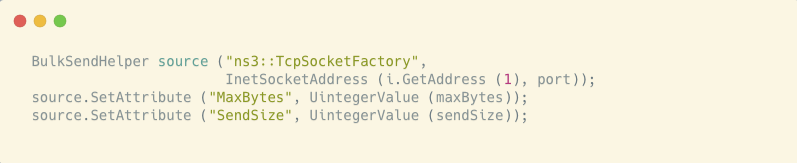 BulkSendHelper source ("ns3::TcpSocketFactory",
InetSocketAddress (i.GetAddress (1), port));
source.SetAttribute ("MaxBytes", UintegerValue (maxBytes));
source.SetAttribute ("SendSize", UintegerValue (sendSize));